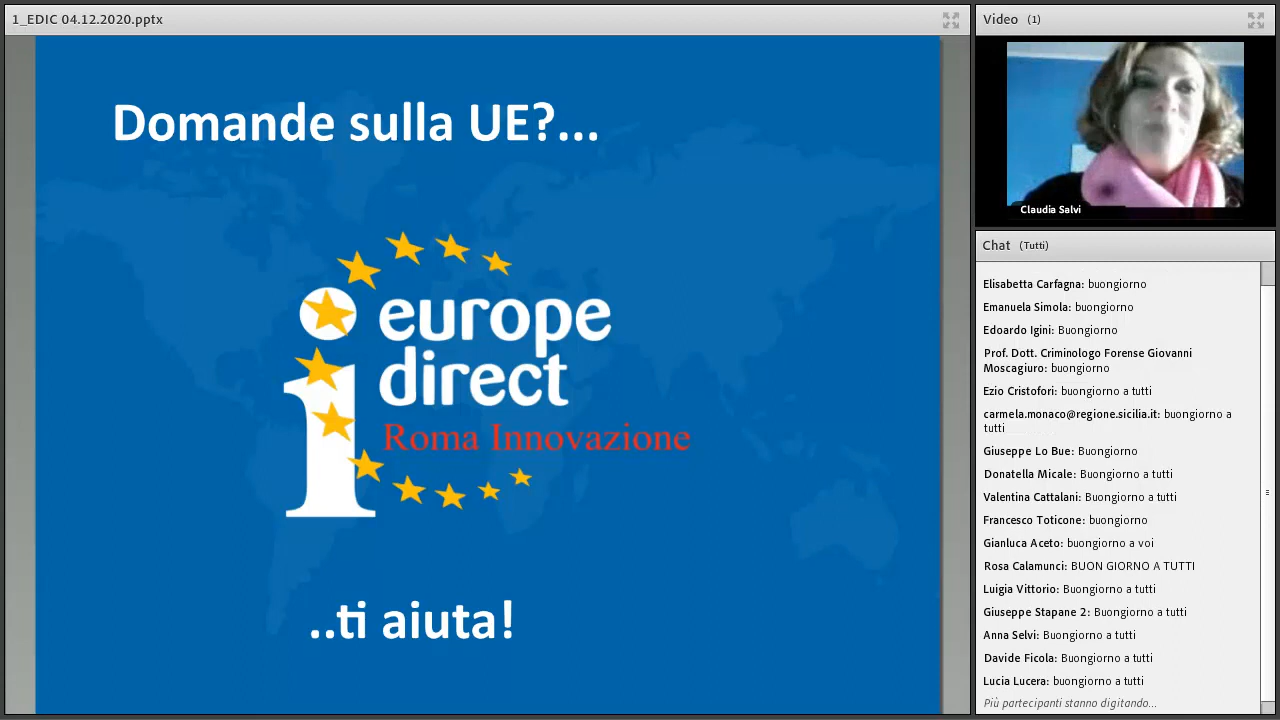 1_EDIC 04.12.2020.pptx
Domande sulla UE?...
europe
direct
Roma Innovazione
..ti aiuta!
Video (1)
Claudia Salvi
Chat (Tutti)
Elisabetta Carfagna: buongiorno
Emanuela Simola: buongiorno
Edoardo Igini: Buongiorno
Prof. Dott. Criminologo Forense Giovanni
Moscagiuro: buongiorno
Ezio Cristofori: buongiorno a tutti
carmela.monaco@regione.sicilia.it: buongiorno a
tutti
Giuseppe Lo Bue: Buongiorno
Donatella Micale: Buongiorno a tutti
Valentina Cattalani: Buongiorno a tutti
Francesco Toticone: buongiorno
Gianluca Aceto: buongiorno a voi
Rosa Calamunci: BUON GIORNO A TUTTI
Luigia Vittorio: Buongiorno a tutti
Giuseppe Stapane 2: Buongiorno a tutti
Anna Selvi: Buongiorno a tutti
Davide Ficola: Buongiorno a tutti
Lucia Lucera: buongiorno a tutti
Più partecipanti stanno digitando...